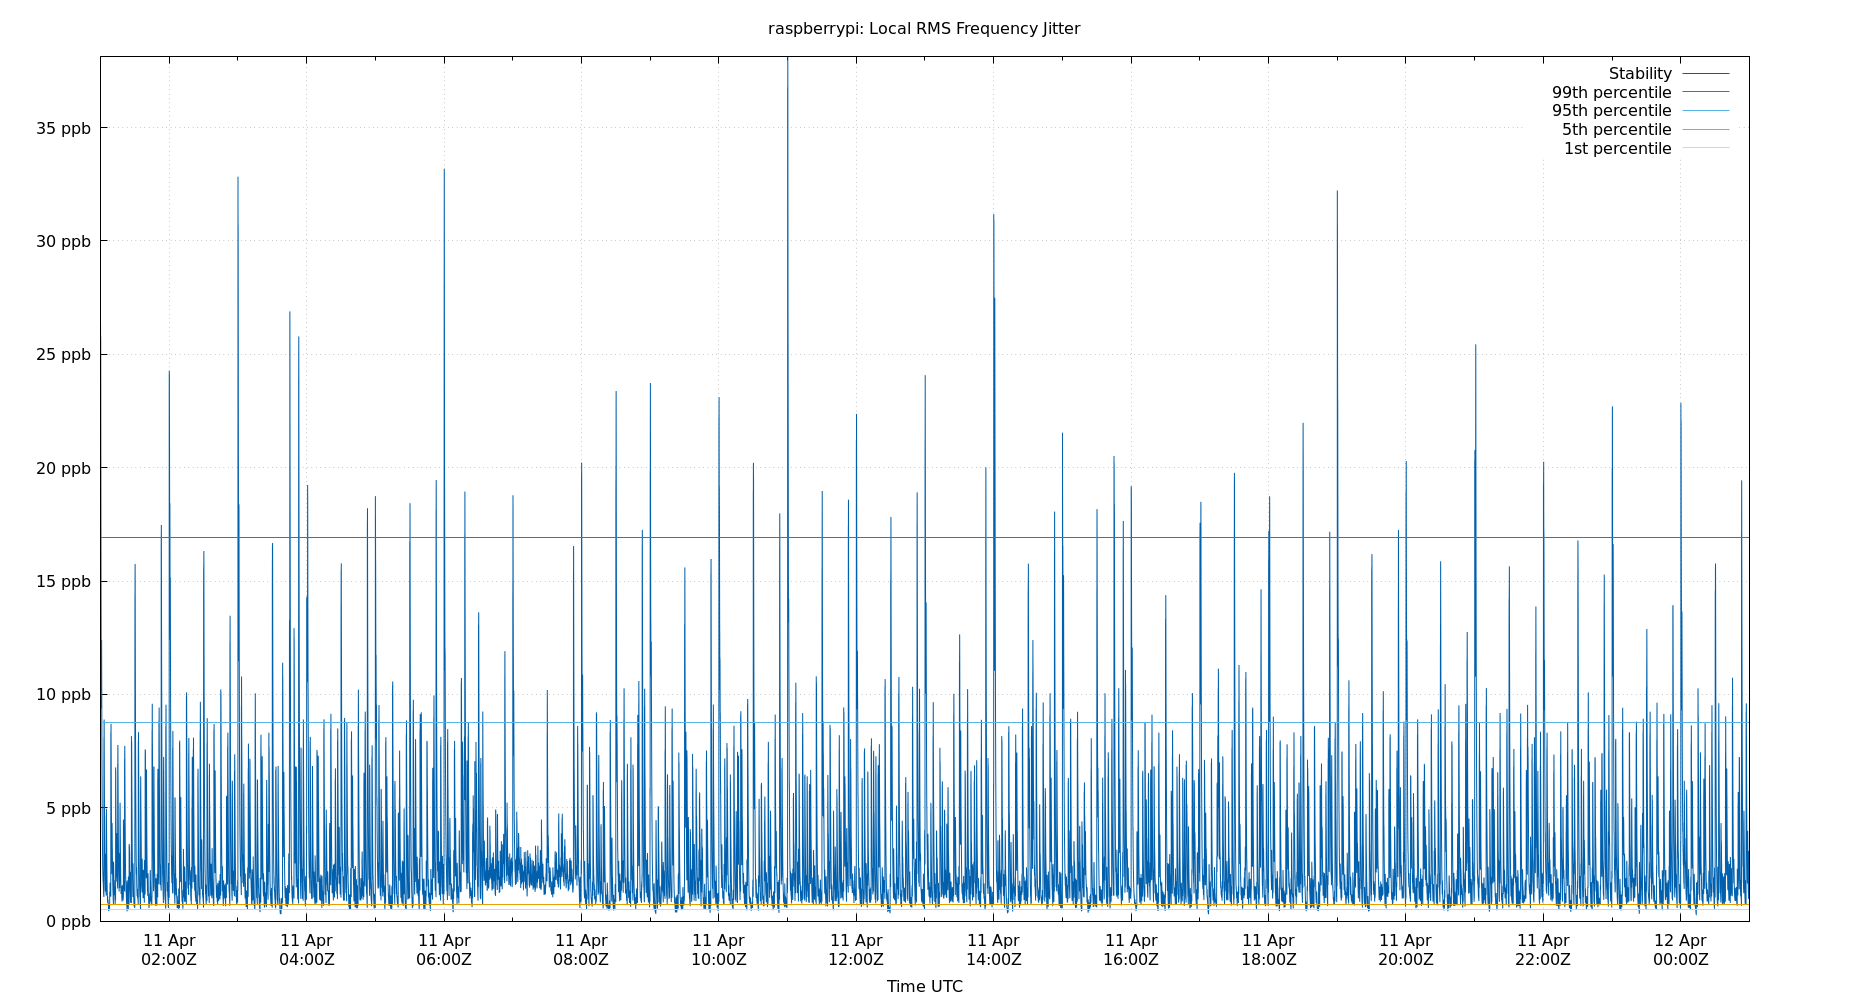 raspberrypi: Local RMS Frequency Jitter
Stability
99th percentile
95th percentile
5th percentile
1st percentile
35 ppb
30 ppb
25 ppb
20 ppb
15 ppb
10 ppb
5 ppb
0 ppb
11 Apr 11 Apr 11 Apr 11 Apr 11 Apr 11 Apr 11 Apr 11 Apr 11 Apr 11 Apr 11 Apr 12 Apr
02:00Z 04:00Z 06:00Z 08:00Z 10:00Z 12:00Z 14:00Z 16:00Z 18:00Z 20:00Z 22:00Z 00:00Z
Time UTC